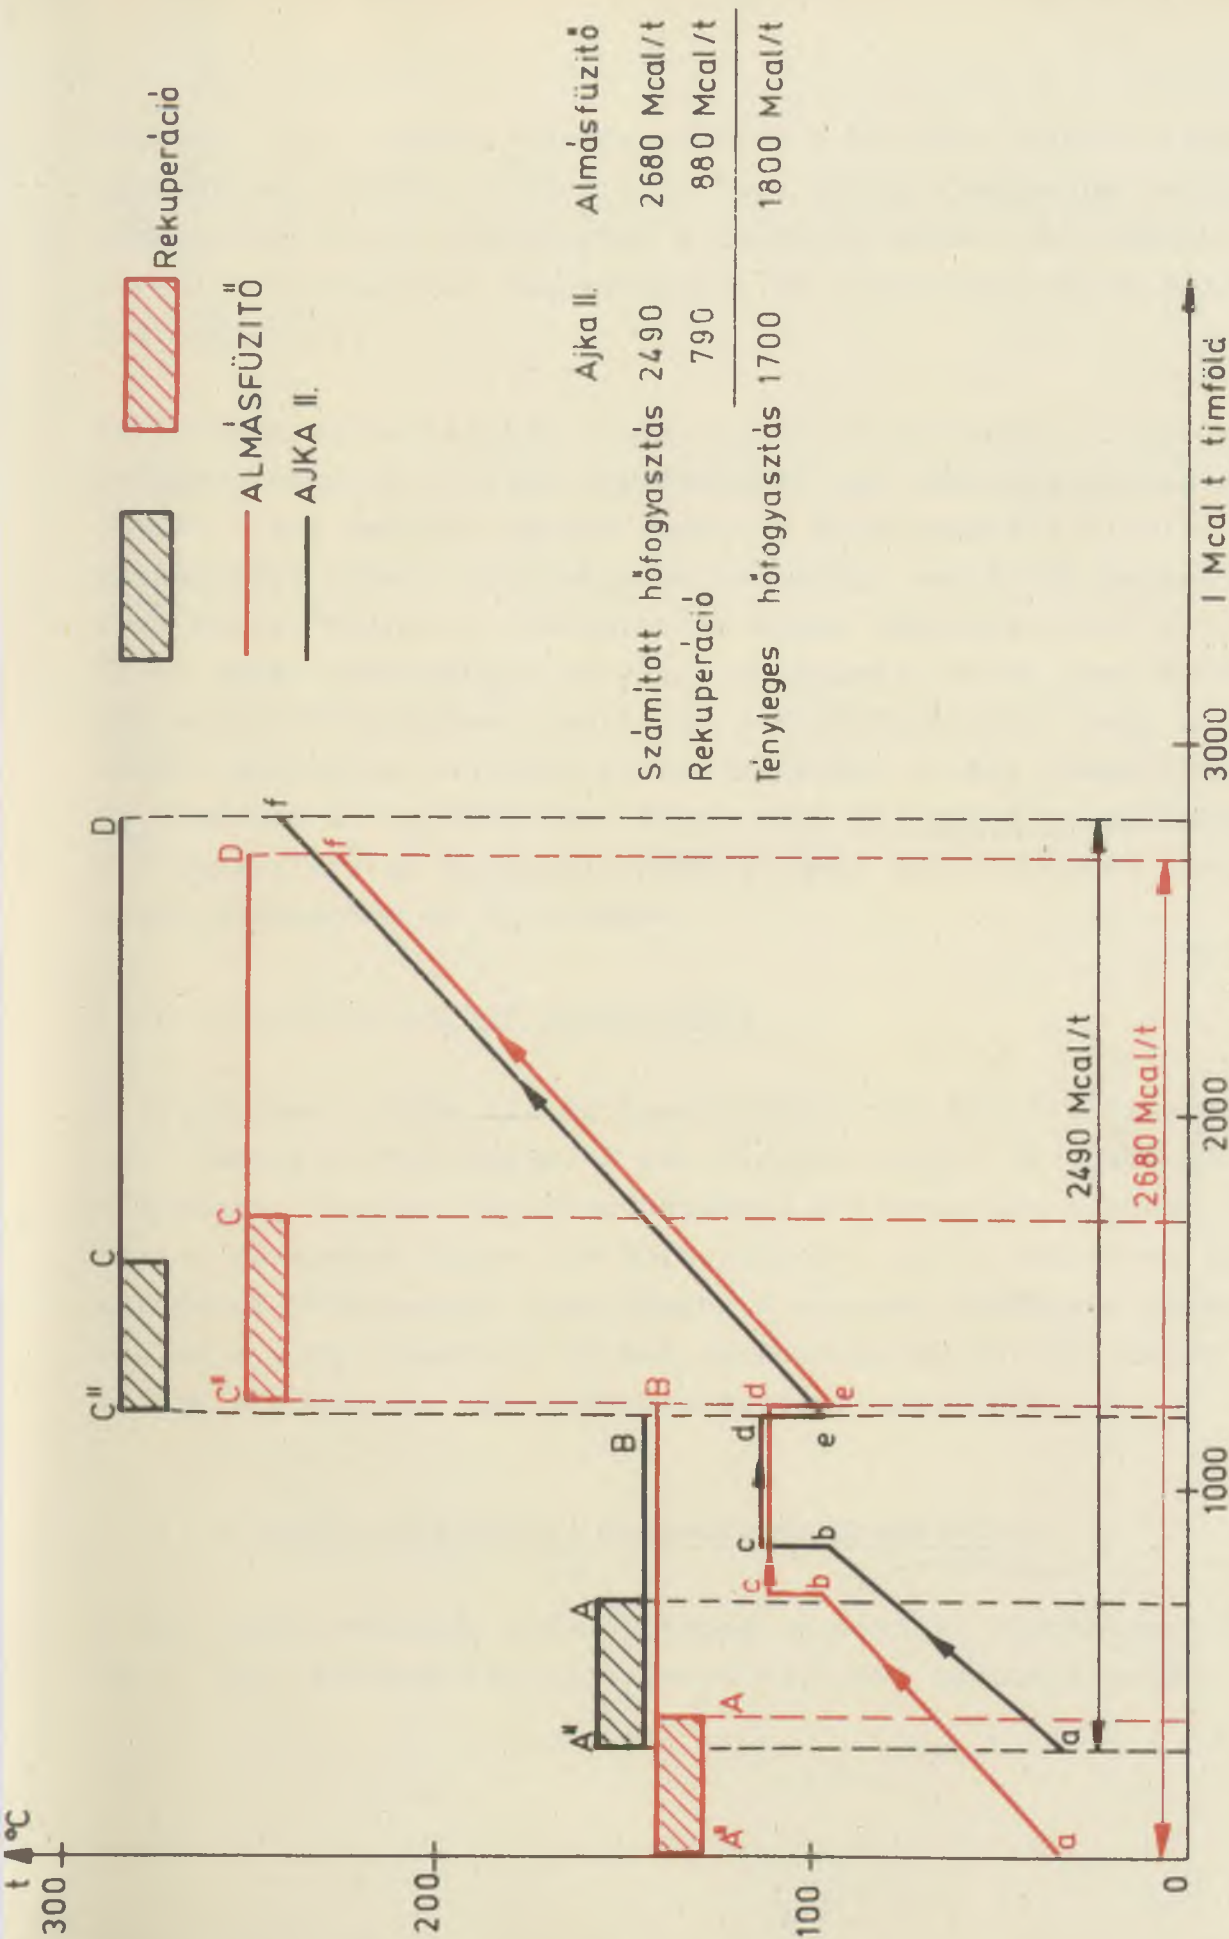 t °C
300
200
100
0
1000
2000
3000
I Mcal t timföld
Rekuperáció
ALMÁSFÜZITŐ
AJKA II.
Ajka II. Almásfüzitő
Számított hőfogyasztás 2490 2680 Mcal/t
Rekuperáció 790 880 Mcal/t
Tényleges hőfogyasztás 1700 1800 Mcal/t
C" C D
C" C D
f
f
B
B
A" A
A" A
a b c d e
a b c d e
2490 Mcal/t
2680 Mcal/t